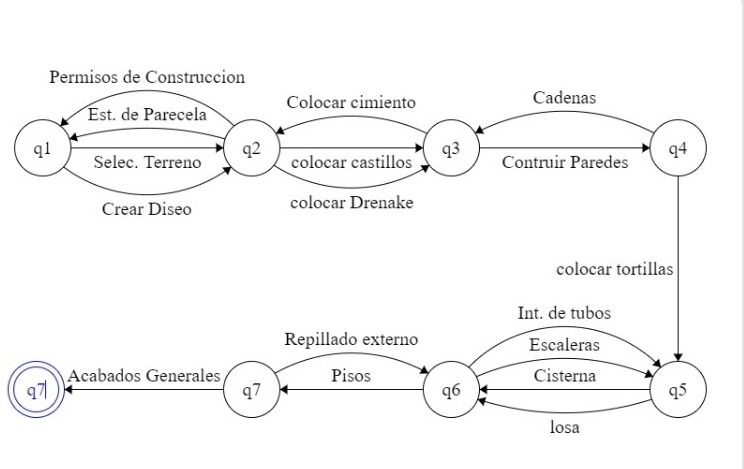 Permisos de Construccion
Est. de Parecela
q1
Selec. Terreno
Crear Diseo
q2
Colocar cimiento
colocar castillos
colocar Drenake
q3
Cadenas
Contruir Paredes
q4
colocar tortillas
Int. de tubos
Escaleras
Cisterna
losa
q5
q6
Repillado externo
Pisos
q7
Acabados Generales
q7